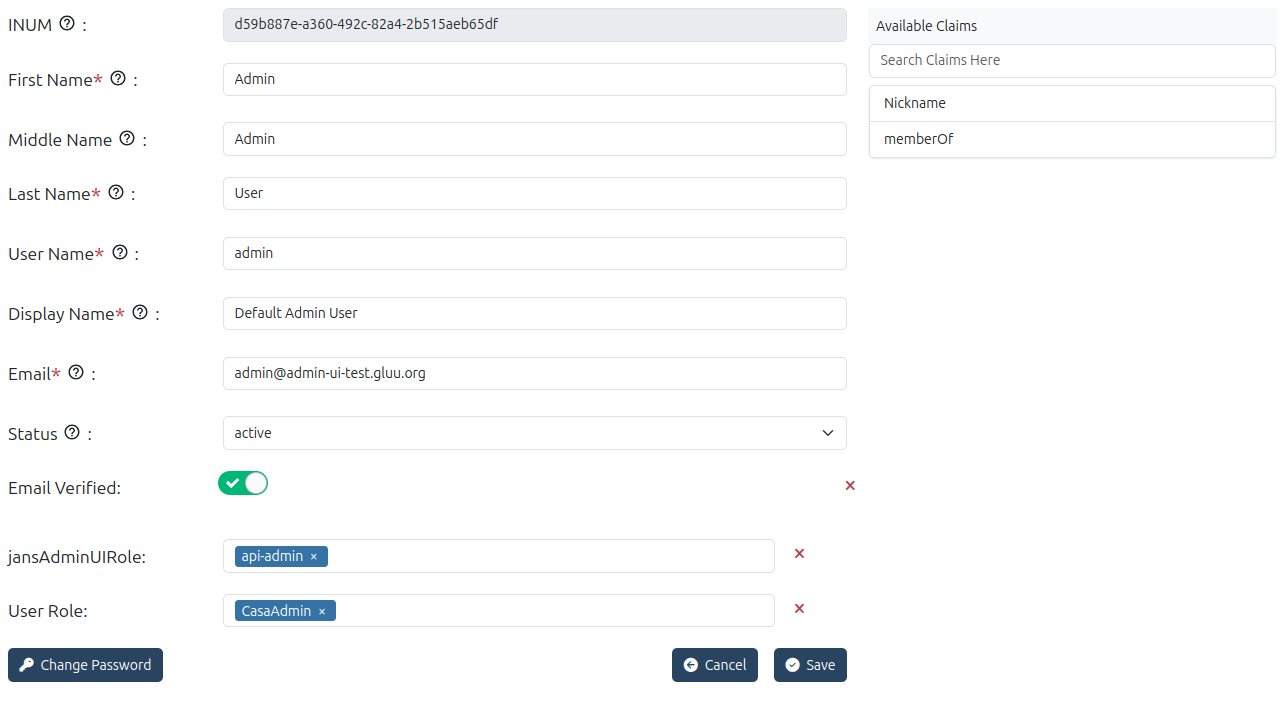 INUM ? : d59b887e-a360-492c-82a4-2b515aeb65df
First Name* ? : Admin
Middle Name ? : Admin
Last Name* ? : User
User Name* ? : admin
Display Name* ? : Default Admin User
Email* ? : admin@admin-ui-test.gluu.org
Status ? : active
Email Verified:
jansAdminUIRole: api-admin ×
User Role: CasaAdmin ×
Change Password
Cancel
Save
Available Claims
Search Claims Here
Nickname
memberOf